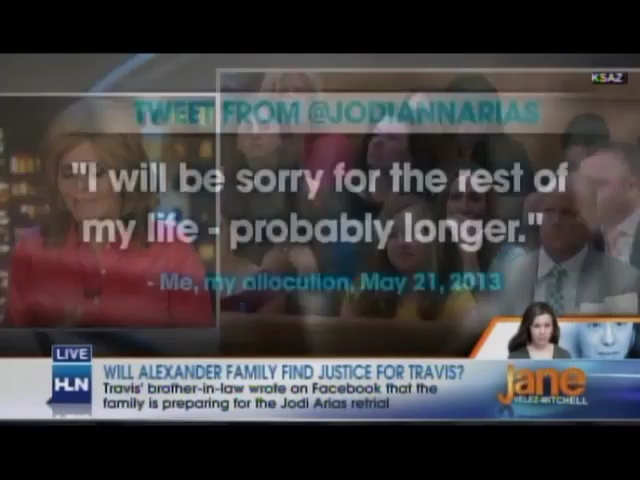 KSAZ
TWEET FROM @JODIANNARIAS
"I will be sorry for the rest of
my life - probably longer."
- Me, my allocution, May 21, 2013
LIVE
HLN
WILL ALEXANDER FAMILY FIND JUSTICE FOR TRAVIS?
Travis' brather-in-law wrote on Facebook that the
family is preparing for the Jodi Arias retrial
Jane
VELEZ-MITCHELL